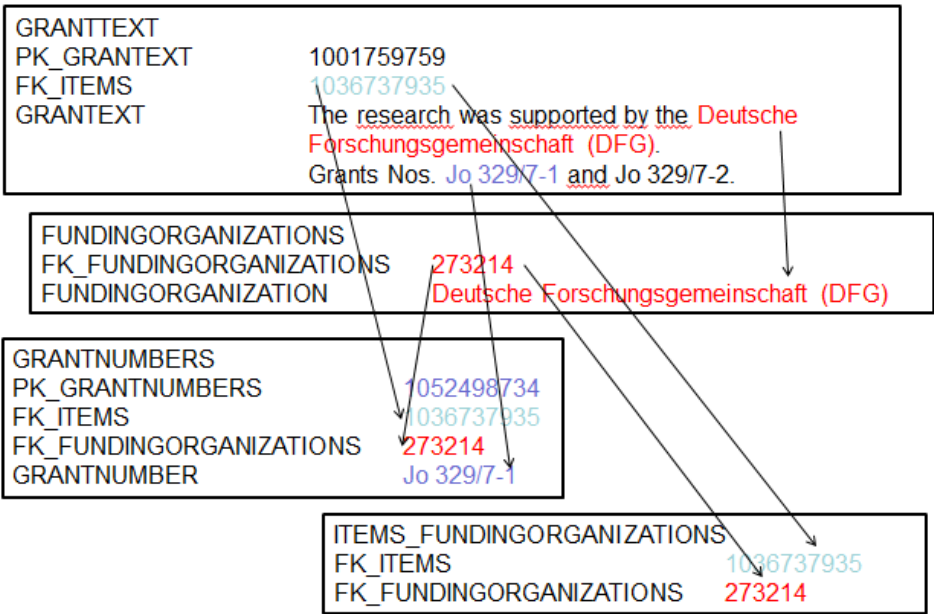 GRANTTEXT
PK_GRANTEXT 1001759759
FK_ITEMS 1036737935
GRANTEXT The research was supported by the Deutsche
Forschungsgemeinschaft (DFG).
Grants Nos. Jo 329/7-1 and Jo 329/7-2.
FUNDINGORGANIZATIONS
FK_FUNDINGORGANIZATIONS 273214
FUNDINGORGANIZATION Deutsche Forschungsgemeinschaft (DFG)
GRANTNUMBERS
PK_GRANTNUMBERS 1052498734
FK_ITEMS 1036737935
FK_FUNDINGORGANIZATIONS 273214
GRANTNUMBER Jo 329/7-1
ITEMS_FUNDINGORGANIZATIONS
FK_ITEMS 1036737935
FK_FUNDINGORGANIZATIONS 273214